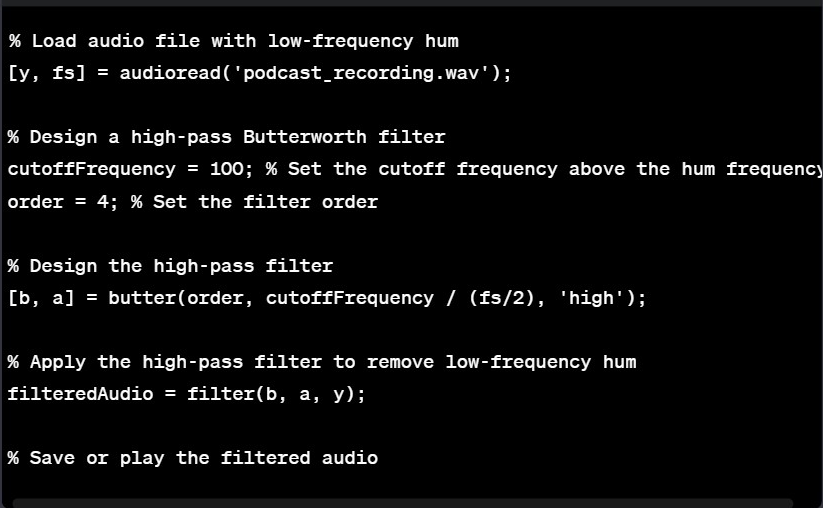 % Load audio file with low-frequency hum
[y, fs] = audioread('podcast_recording.wav');
% Design a high-pass Butterworth filter
cutoffFrequency = 100; % Set the cutoff frequency above the hum frequency
order = 4; % Set the filter order
% Design the high-pass filter
[b, a] = butter(order, cutoffFrequency / (fs/2), 'high');
% Apply the high-pass filter to remove low-frequency hum
filteredAudio = filter(b, a, y);
% Save or play the filtered audio